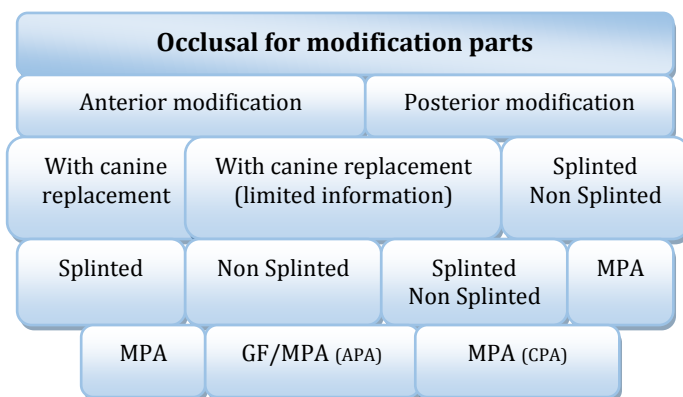 Occlusal for modification parts
Anterior modification
Posterior modification
With canine
replacement
With canine replacement
(limited information)
Splinted
Non Splinted
Splinted
Non Splinted
Splinted
Non Splinted
MPA
MPA
GF/MPA (APA)
MPA (CPA)